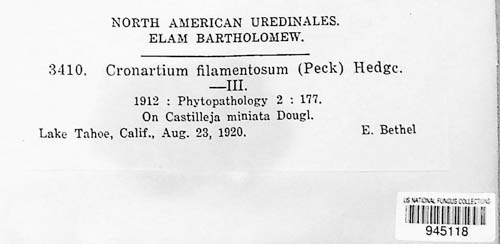 NORTH AMERICAN UREDINALES.
ELAM BARTHOLOMEW.
3410. Cronartium filamentosum (Peck) Hedgc.
—III.
1912 : Phytopathology 2 : 177.
On Castilleja miniata Dougl.
Lake Tahoe, Calif., Aug. 23, 1920. E. Bethel
US NATIONAL FUNGUS COLLECTIONS
945118